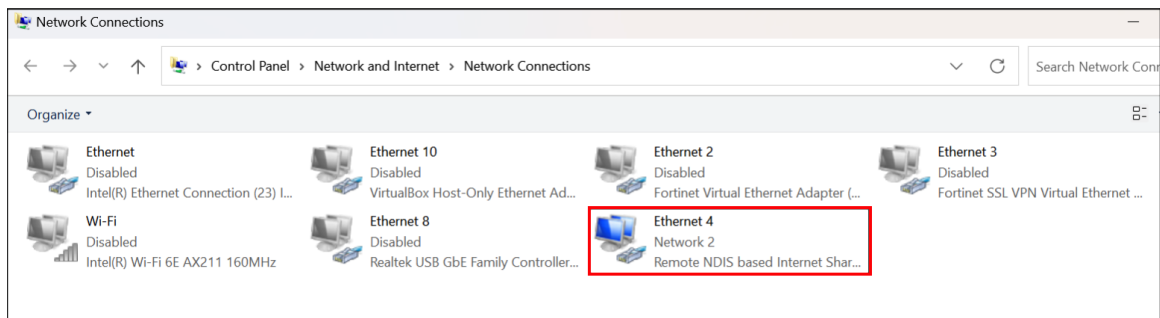 Network Connections
Control Panel > Network and Internet > Network Connections
Search Network Conn
Organize
Ethernet
Disabled
Intel(R) Ethernet Connection (23) I...
Ethernet 10
Disabled
VirtualBox Host-Only Ethernet Ad...
Ethernet 2
Disabled
Fortinet Virtual Ethernet Adapter (...
Ethernet 3
Disabled
Fortinet SSL VPN Virtual Ethernet ...
Wi-Fi
Disabled
Intel(R) Wi-Fi 6E AX211 160MHz
Ethernet 8
Disabled
Realtek USB GbE Family Controller...
Ethernet 4
Network 2
Remote NDIS based Internet Shar...